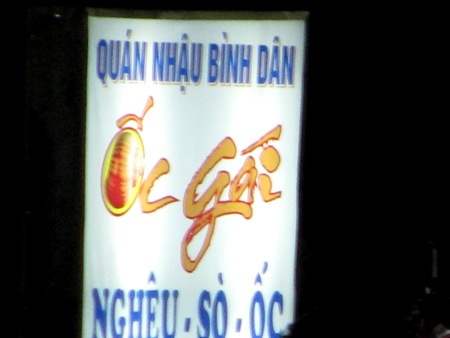 QUÁN NHẬU BÌNH DÂN
Ốc gái
NGHÊU - SÒ - ỐC